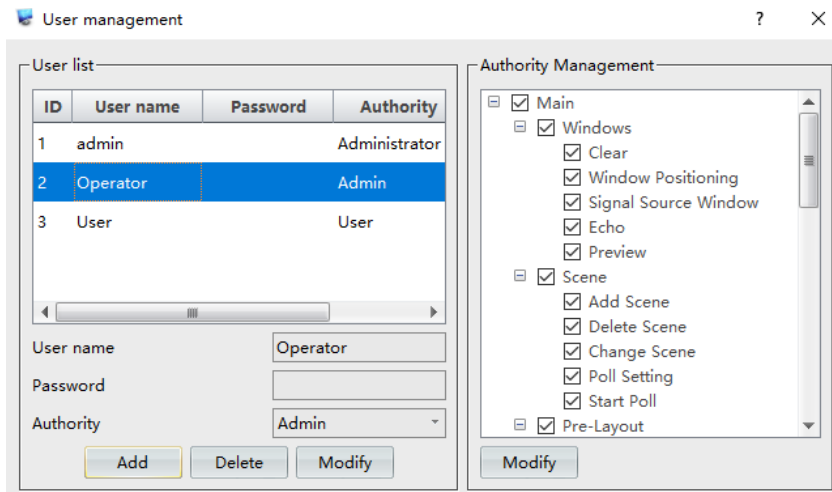 User management
?
User list
ID User name Password Authority
1 admin Administrator
2 Operator Admin
3 User User
User name Operator
Password
Authority Admin
Add Delete Modify
Authority Management
Main
Windows
Clear
Window Positioning
Signal Source Window
Echo
Preview
Scene
Add Scene
Delete Scene
Change Scene
Poll Setting
Start Poll
Pre-Layout
Modify